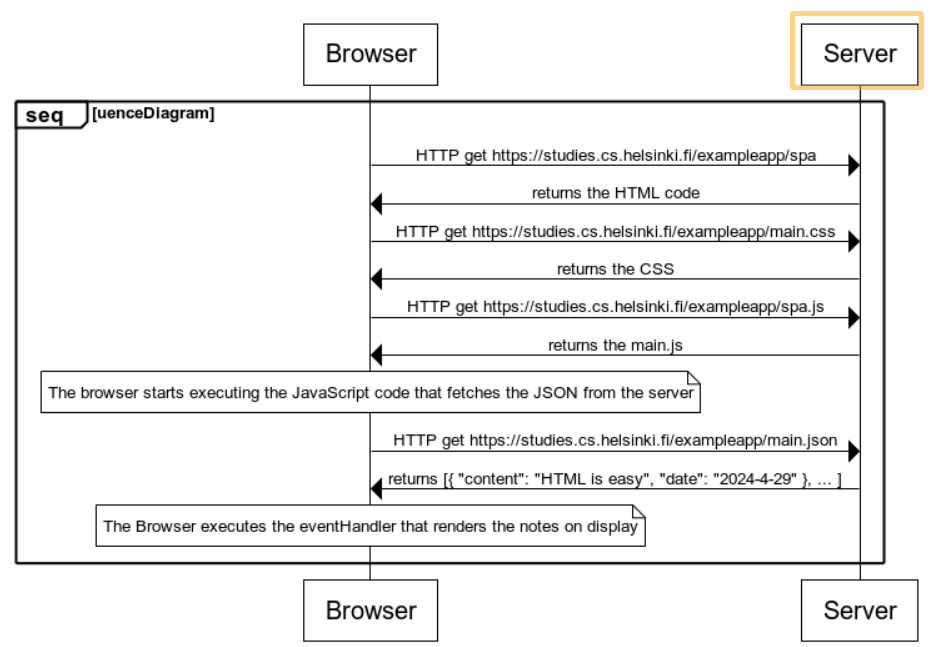 Browser
Server
seq [uenceDiagram]
HTTP get https://studies.cs.helsinki.fi/exampleapp/spa
returns the HTML code
HTTP get https://studies.cs.helsinki.fi/exampleapp/main.css
returns the CSS
HTTP get https://studies.cs.helsinki.fi/exampleapp/spa.js
returns the main.js
The browser starts executing the JavaScript code that fetches the JSON from the server
HTTP get https://studies.cs.helsinki.fi/exampleapp/main.json
returns [{ "content": "HTML is easy", "date": "2024-4-29" }, ... ]
The Browser executes the eventHandler that renders the notes on display
Browser
Server